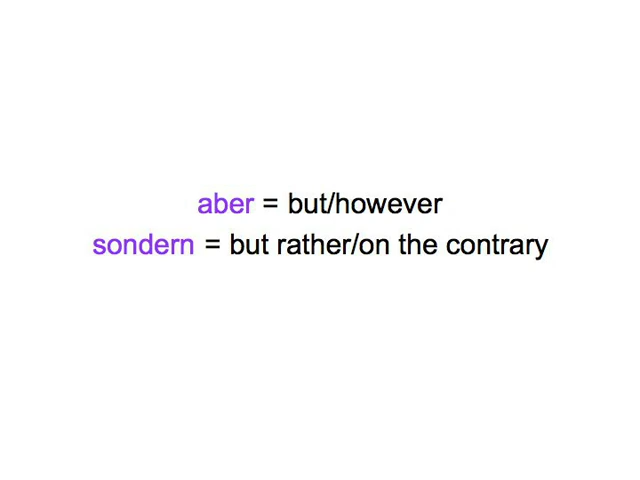 aber = but/however
sondern = but rather/on the contrary